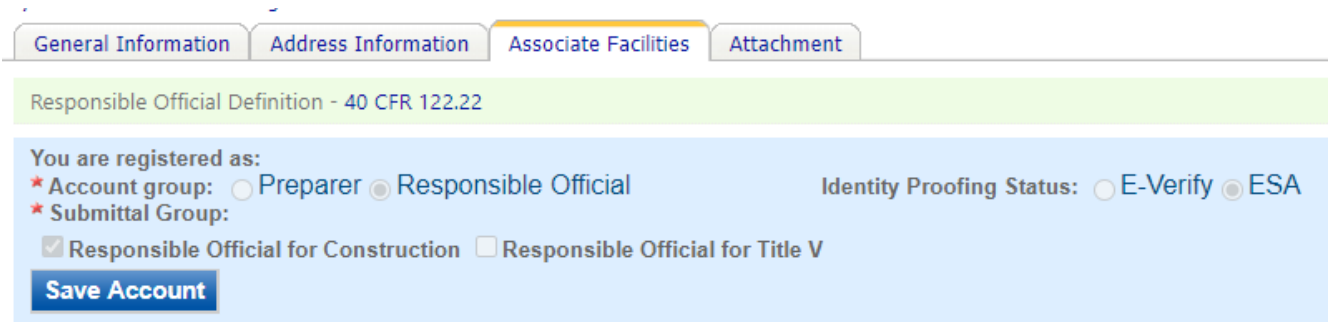 General Information Address Information Associate Facilities Attachment
Responsible Official Definition - 40 CFR 122.22
You are registered as:
* Account group: Preparer Responsible Official Identity Proofing Status: E-Verify ESA
* Submittal Group:
Responsible Official for Construction Responsible Official for Title V
Save Account